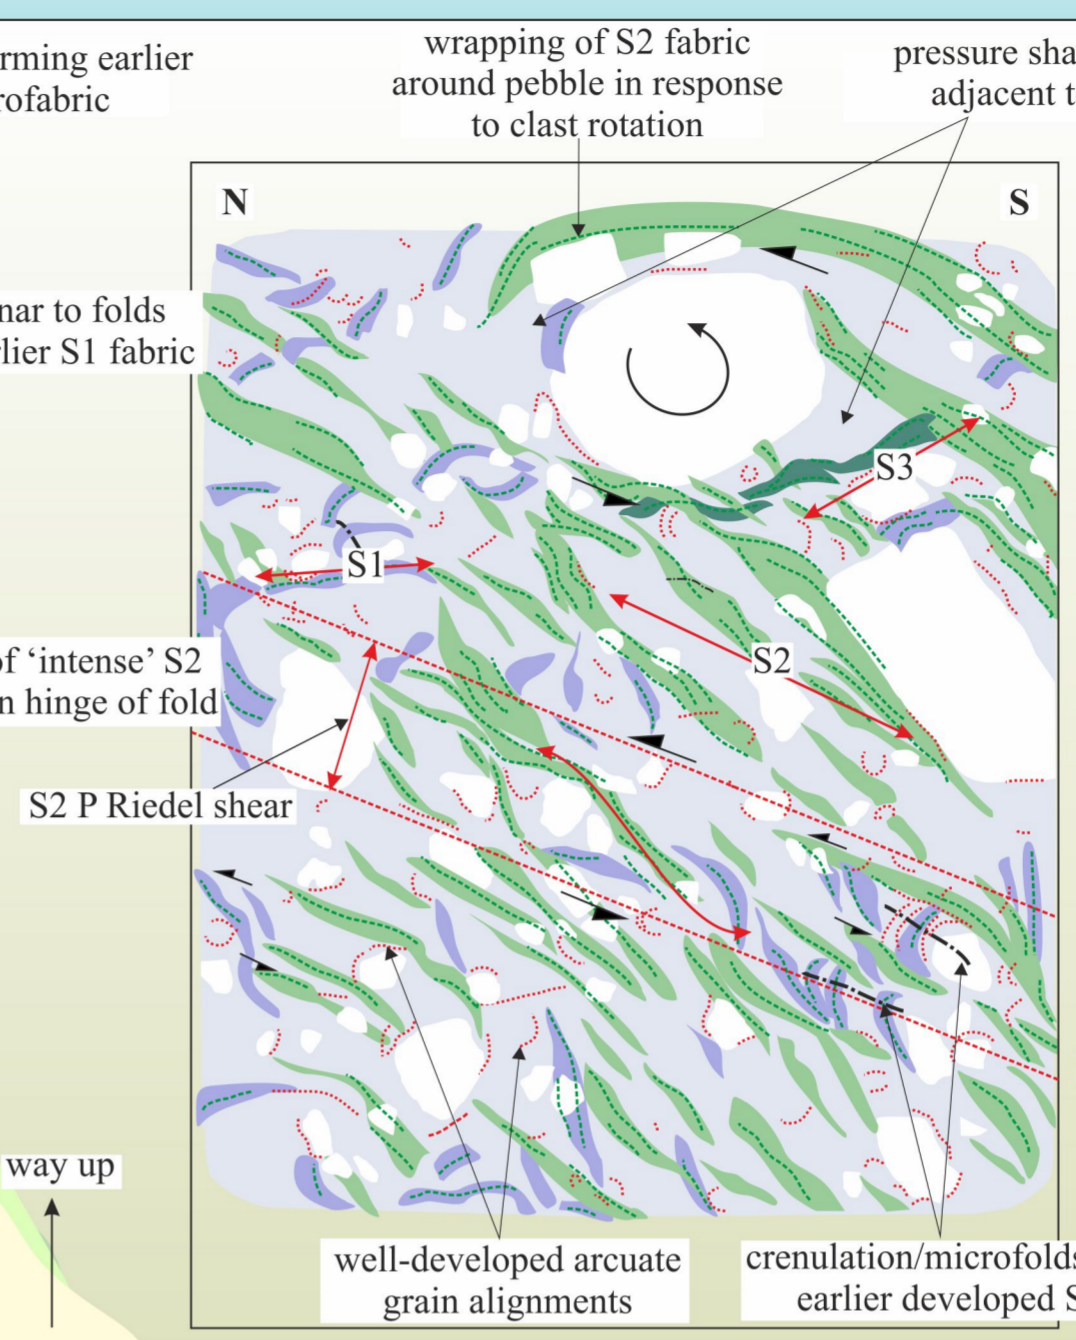 rming earlier
rofabric
wrapping of S2 fabric
around pebble in response
to clast rotation
pressure sha
adjacent t
N
S
nar to folds
rlier S1 fabric
S3
S1
S2
of ‘intense’ S2
n hinge of fold
S2 P Riedel shear
way up
well-developed arcuate
grain alignments
crenulation/microfolds
earlier developed S